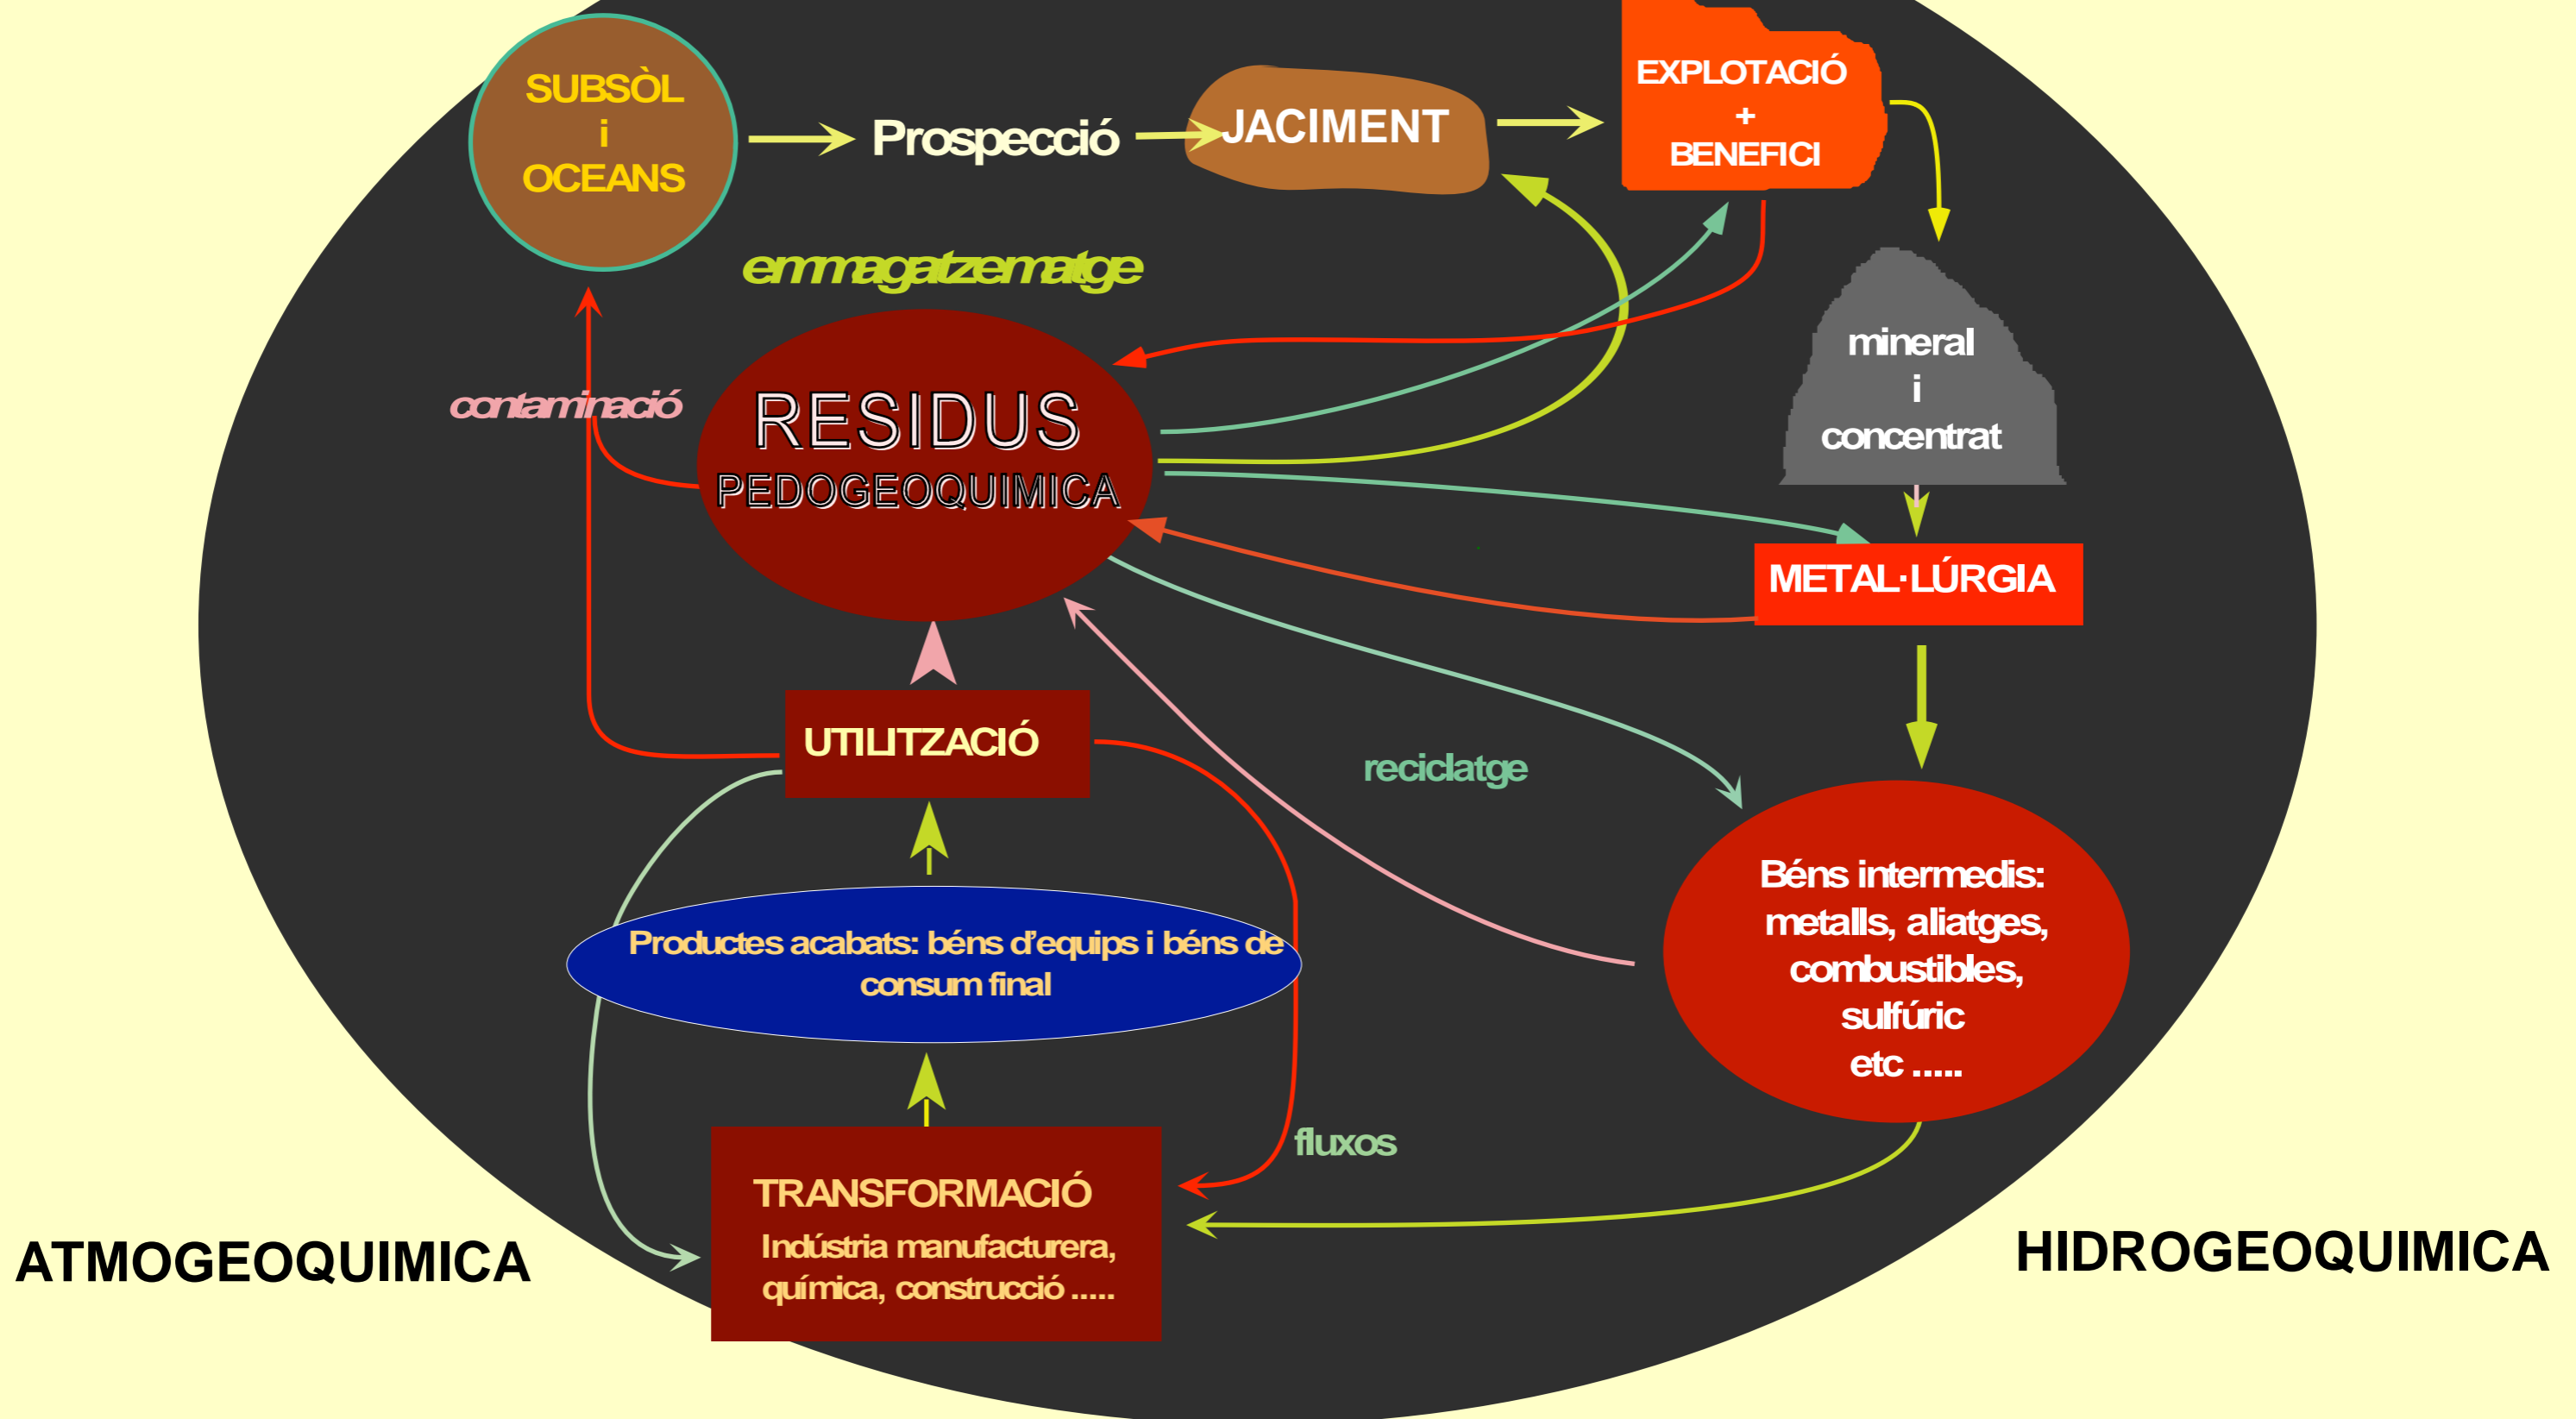 SUBSÒL
i
OCEANS
Prospecció
JACIMENT
EXPLOTACIÓ
+
BENEFICI
emmagatzematge
mineral
i
concentrat
contaminació
RESIDUS
PEDOGEOQUIMICA
METAL·LÚRGIA
UTILITZACIÓ
reciclatge
Béns intermedis:
metalls, aliatges,
combustibles,
sulfúric
etc .....
Productes acabats: béns d'equips i béns de
consum final
fluxos
TRANSFORMACIÓ
Indústria manufacturera,
química, construcció .....
ATMOGEOQUIMICA
HIDROGEOQUIMICA